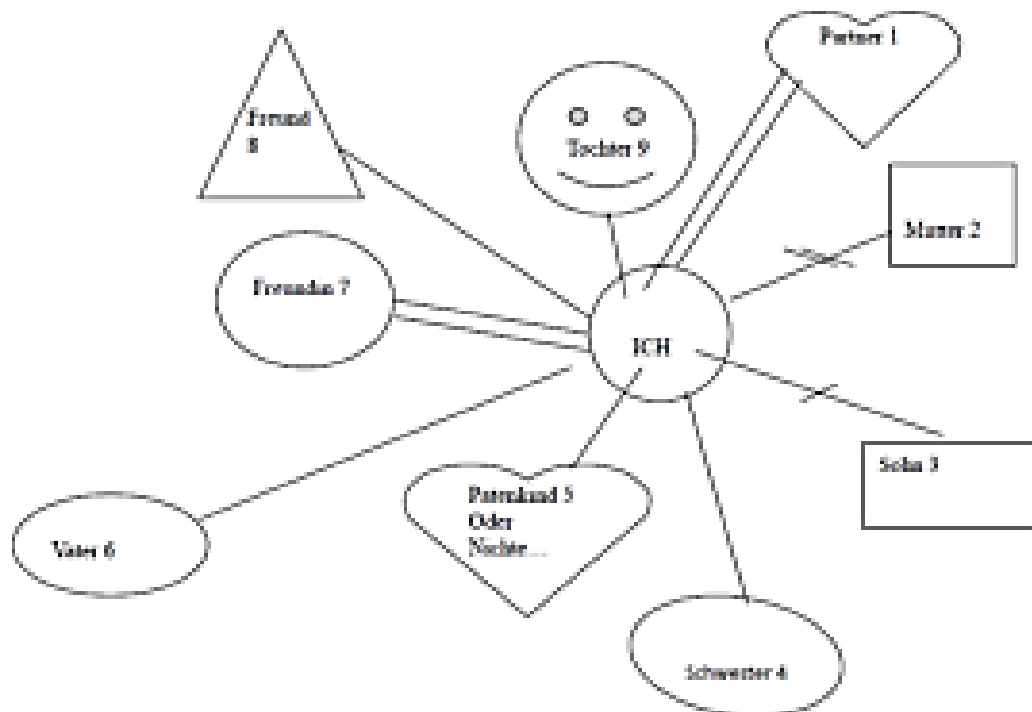 Partner 1
Freund
8
Tochter 9
Mutter 2
Freundin 7
ICH
Sohn 3
Patenkind 5
Oder
Nichte...
Vater 6
Schwester 4